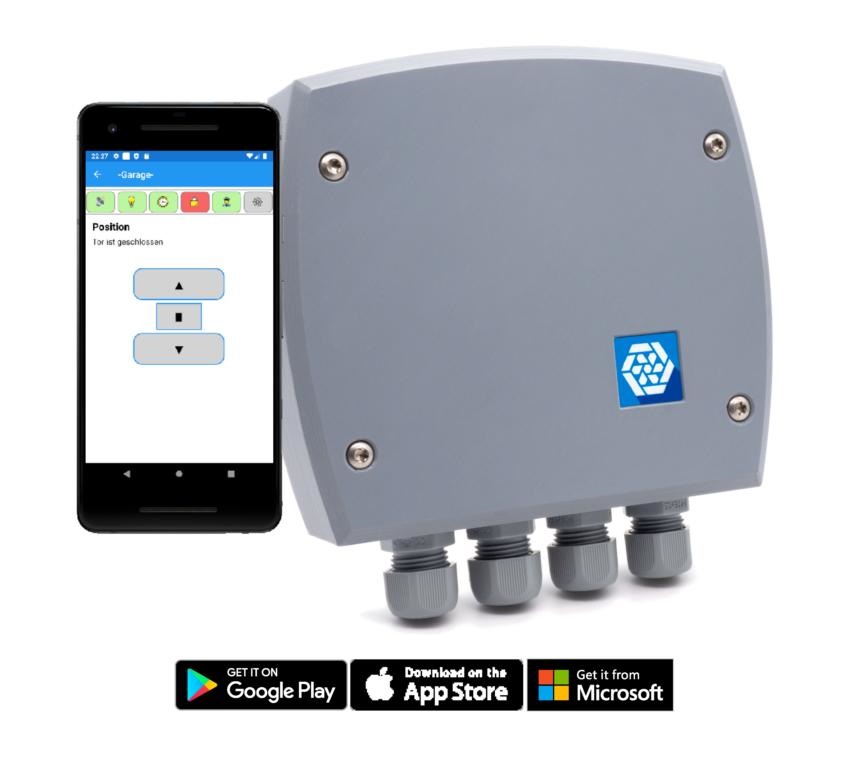 22:27
-Garage-
Position
Tor ist geschlossen
GET IT ON
Google Play
Download on the
App Store
Get it from
Microsoft